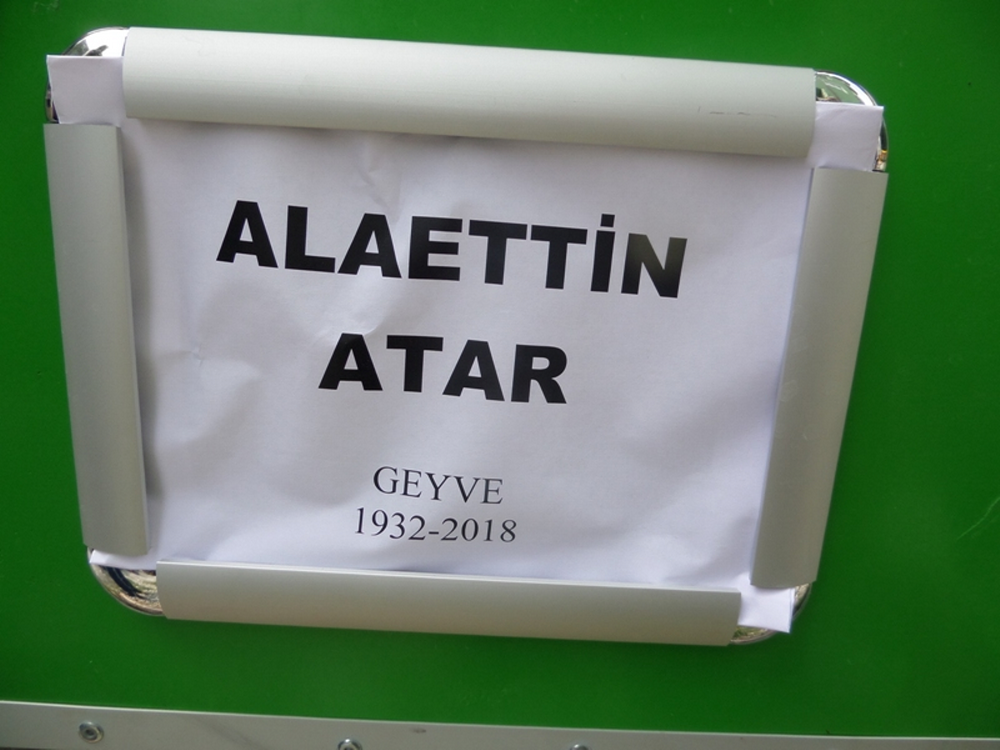 ALAETTİN
ATAR
GEYVE
1932-2018